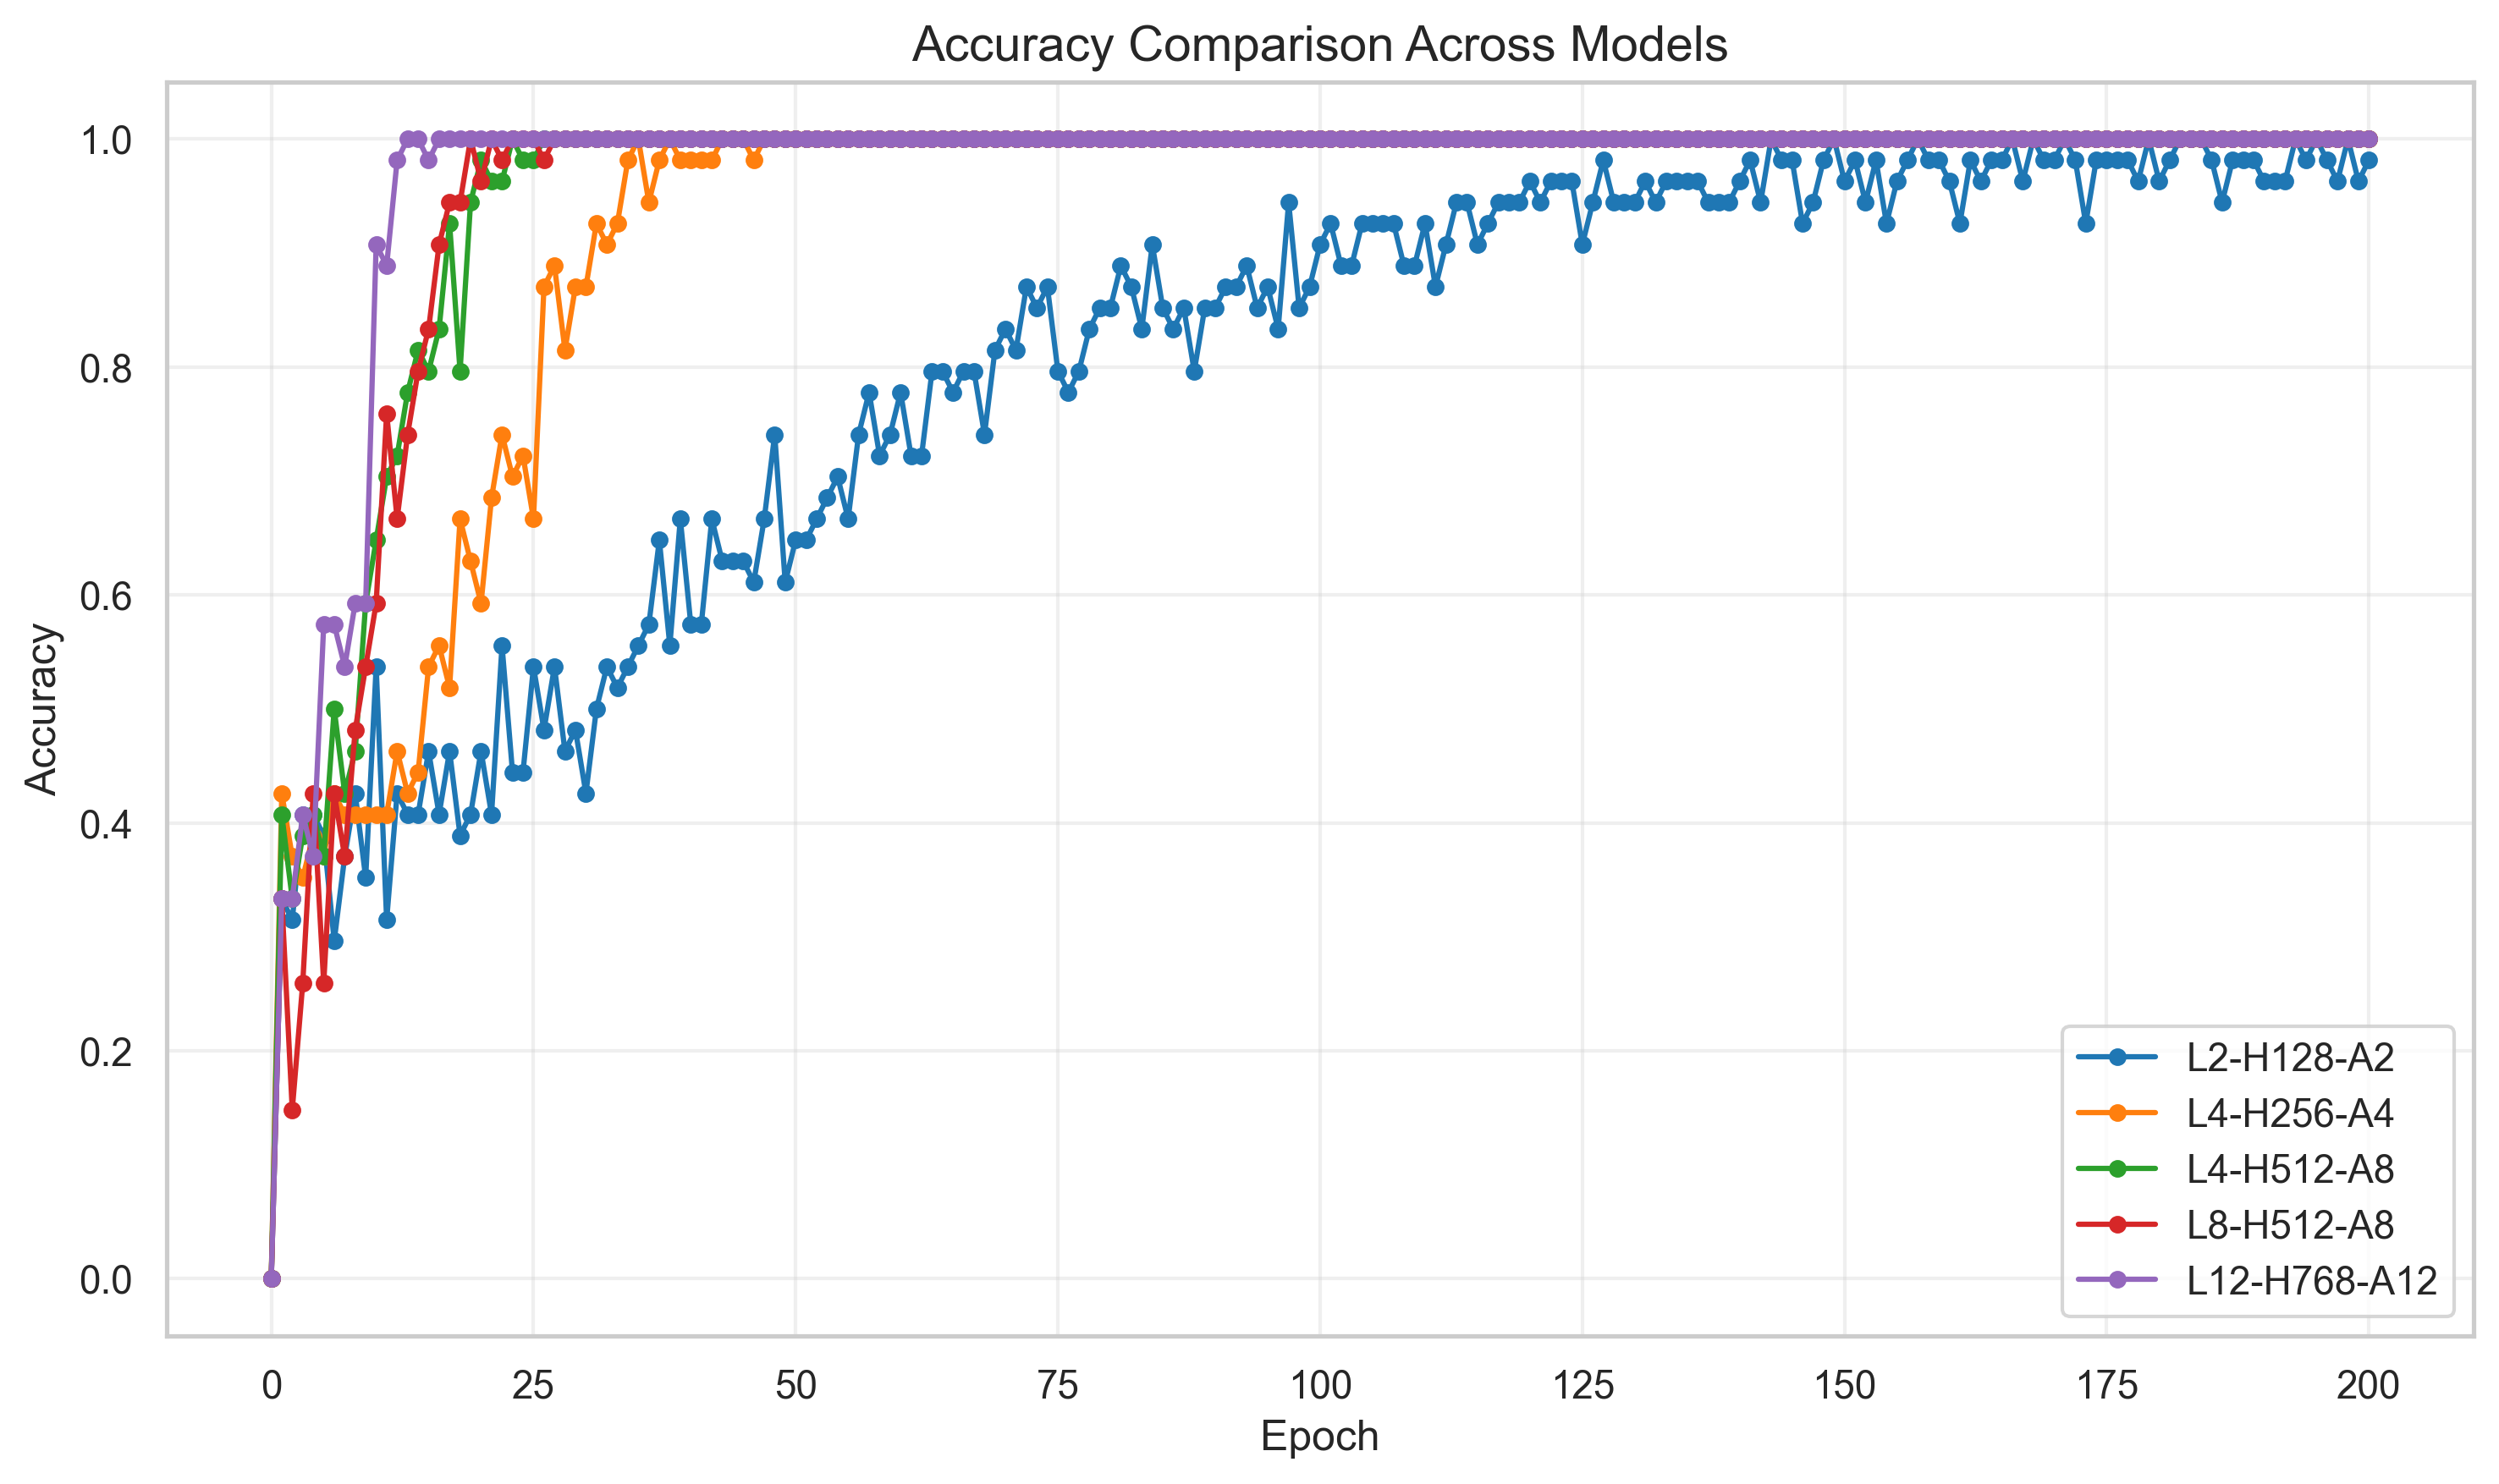 Accuracy Comparison Across Models
1.0
0.8
0.6
0.4
0.2
0.0
Accuracy
0 25 50 75 100 125 150 175 200
Epoch
L2-H128-A2
L4-H256-A4
L4-H512-A8
L8-H512-A8
L12-H768-A12